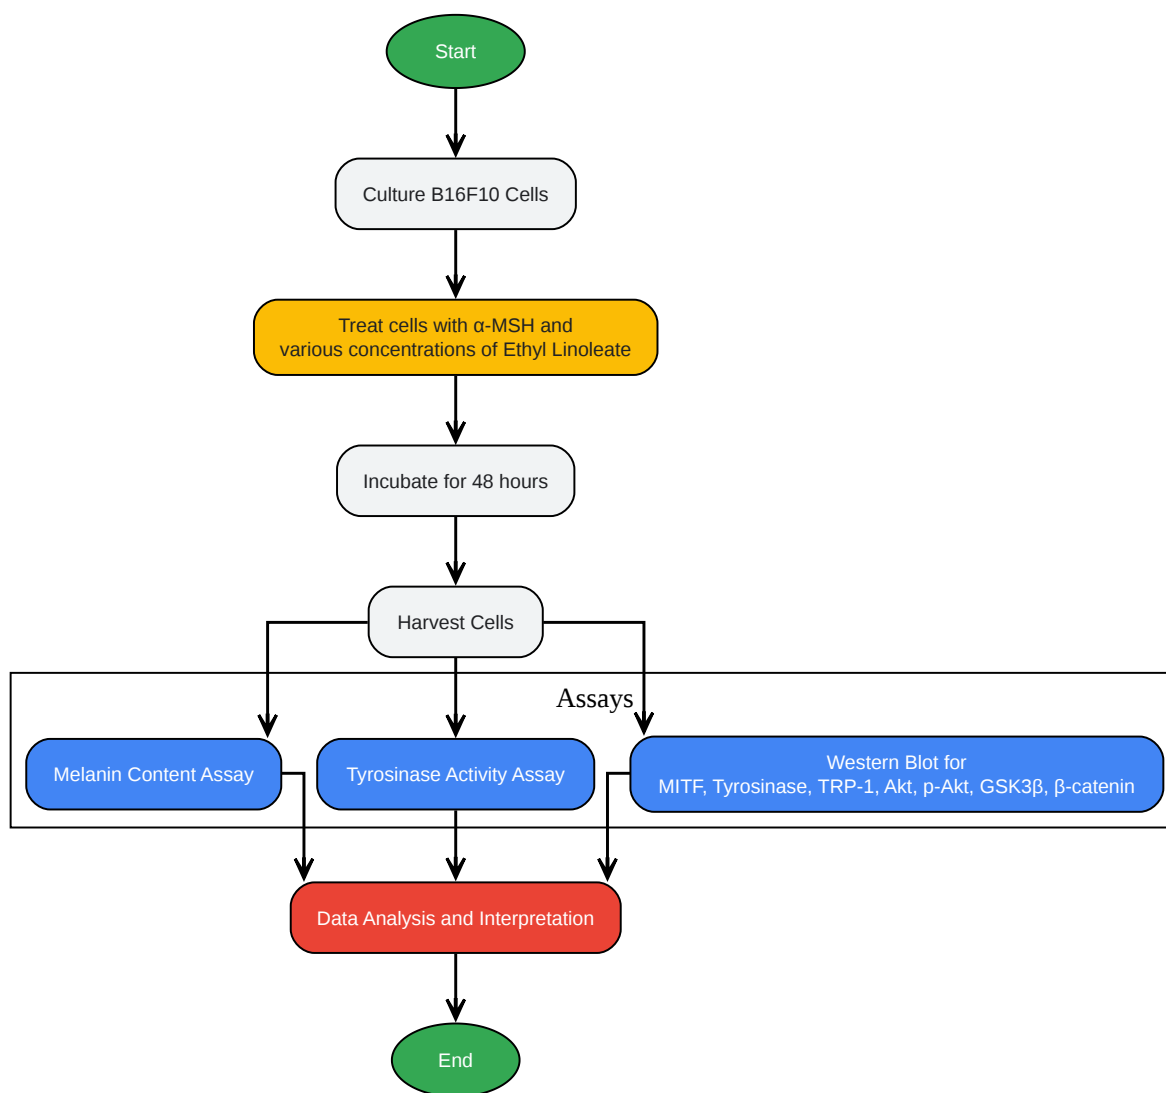 Start
Culture B16F10 Cells
Treat cells with α-MSH and
various concentrations of Ethyl Linoleate
Incubate for 48 hours
Harvest Cells
Assays
Melanin Content Assay
Tyrosinase Activity Assay
Western Blot for
MITF, Tyrosinase, TRP-1, Akt, p-Akt, GSK3β, β-catenin
Data Analysis and Interpretation
End